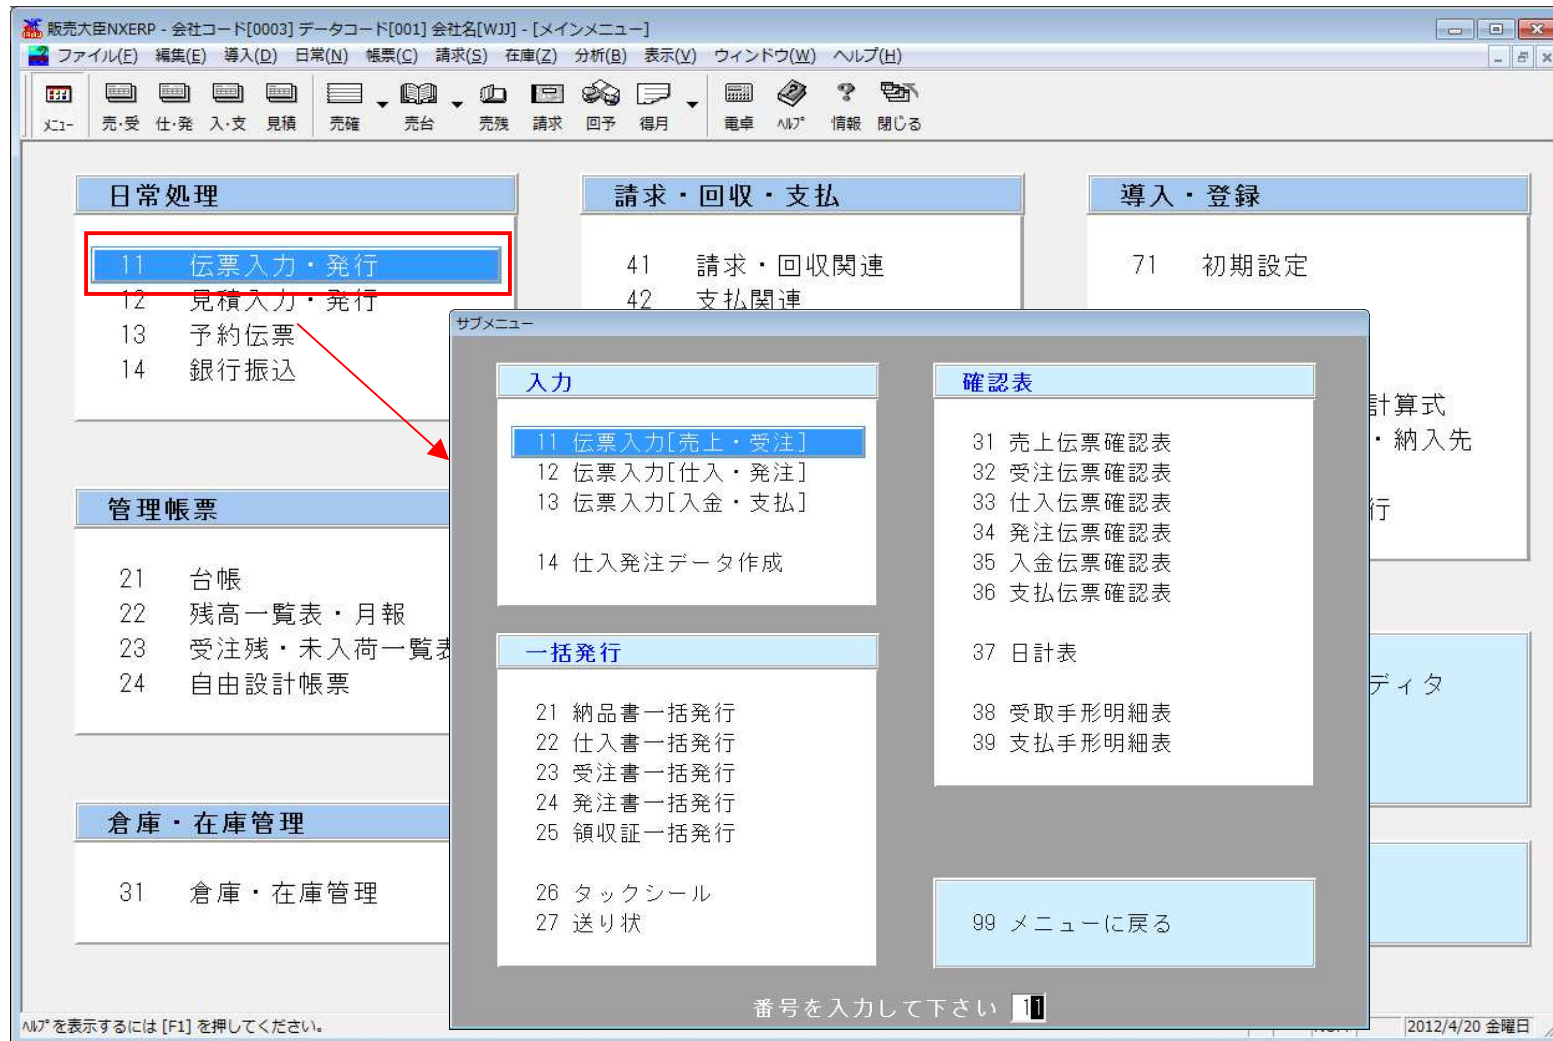 販売大臣NXERP - 会社コード[0003] データコード[001] 会社名[WJJ] - [メインメニュー]
ファイル(F) 編集(E) 導入(D) 日常(N) 帳票(C) 請求(S) 在庫(Z) 分析(B) 表示(V) ウィンドウ(W) ヘルプ(H)
ﾒﾆｭｰ 売・受 仕・発 入・支 見積 売確 売台 売残 請求 回予 得月 電卓 ﾍﾙﾌﾟ 情報 閉じる
日常処理
11 伝票入力・発行
12 見積入力・発行
13 予約伝票
14 銀行振込
請求・回収・支払
41 請求・回収関連
42 支払関連
導入・登録
71 初期設定
計算式
・納入先
行
管理帳票
21 台帳
22 残高一覧表・月報
23 受注残・未入荷一覧表
24 自由設計帳票
ディタ
倉庫・在庫管理
31 倉庫・在庫管理
サブメニュー
入力
11 伝票入力[売上・受注]
12 伝票入力[仕入・発注]
13 伝票入力[入金・支払]
14 仕入発注データ作成
一括発行
21 納品書一括発行
22 仕入書一括発行
23 受注書一括発行
24 発注書一括発行
25 領収証一括発行
26 タックシール
27 送り状
確認表
31 売上伝票確認表
32 受注伝票確認表
33 仕入伝票確認表
34 発注伝票確認表
35 入金伝票確認表
36 支払伝票確認表
37 日計表
38 受取手形明細表
39 支払手形明細表
99 メニューに戻る
番号を入力して下さい 11
ﾍﾙﾌﾟを表示するには [F1] を押してください。
2012/4/20 金曜日